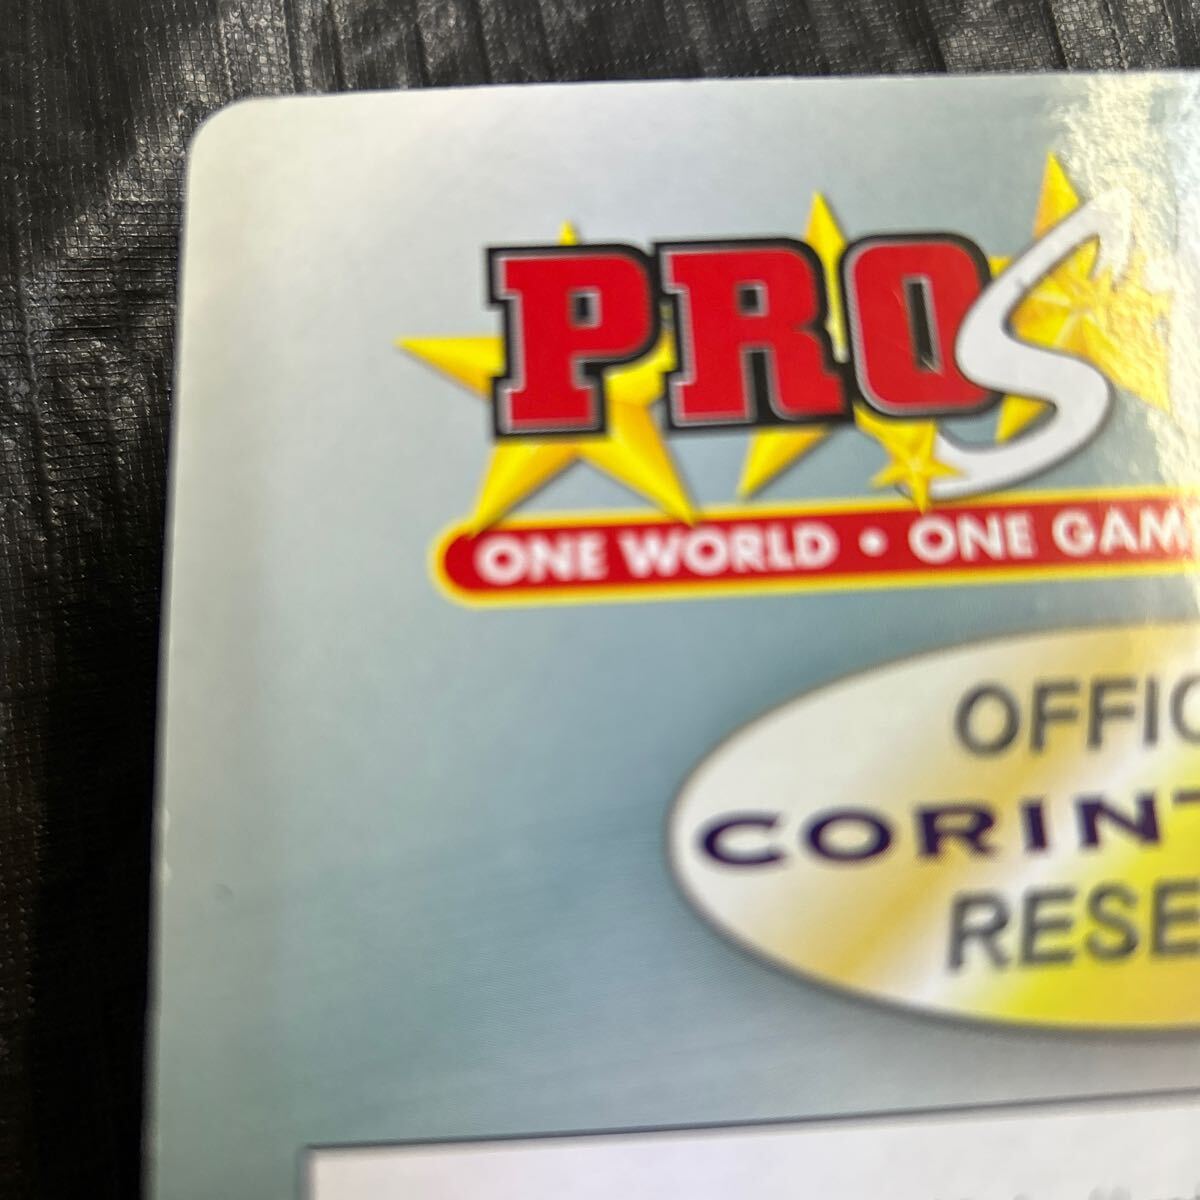 PROS
ONE WORLD • ONE GAM
OFFIC
CORINT
RESE